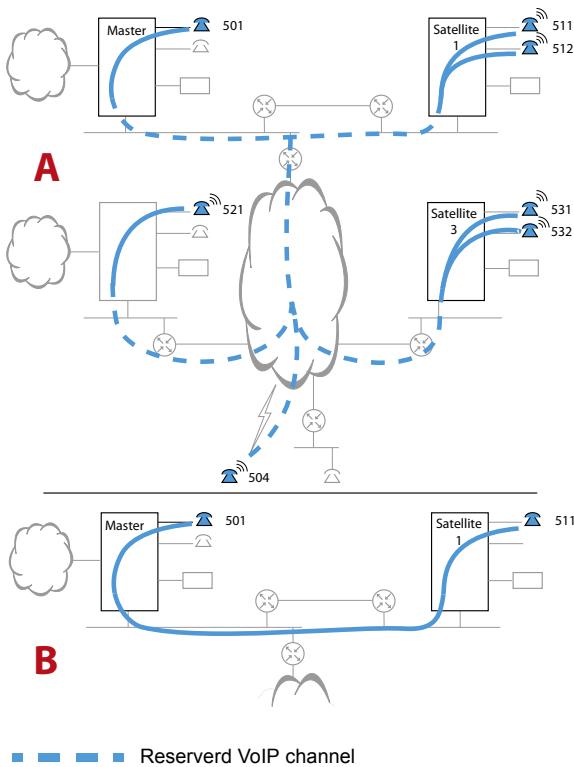 Master
501
Satellite
1
511
512
A
521
Satellite
3
531
532
504
Master
501
Satellite
1
511
B
Reserverd VoIP channel